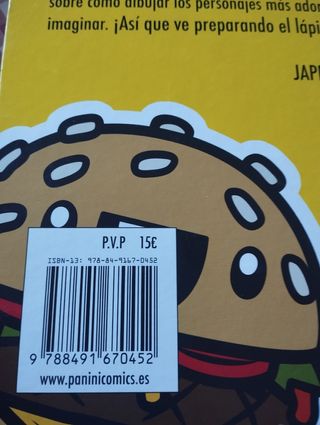 sobre cómo dibujar los personajes más ador
imaginar. ¡Así que ve preparando el lápi
JAP
P.V.P 15€
ISBN-13: 978-84-9167-0452
9 788491 670452
www.paninicomics.es